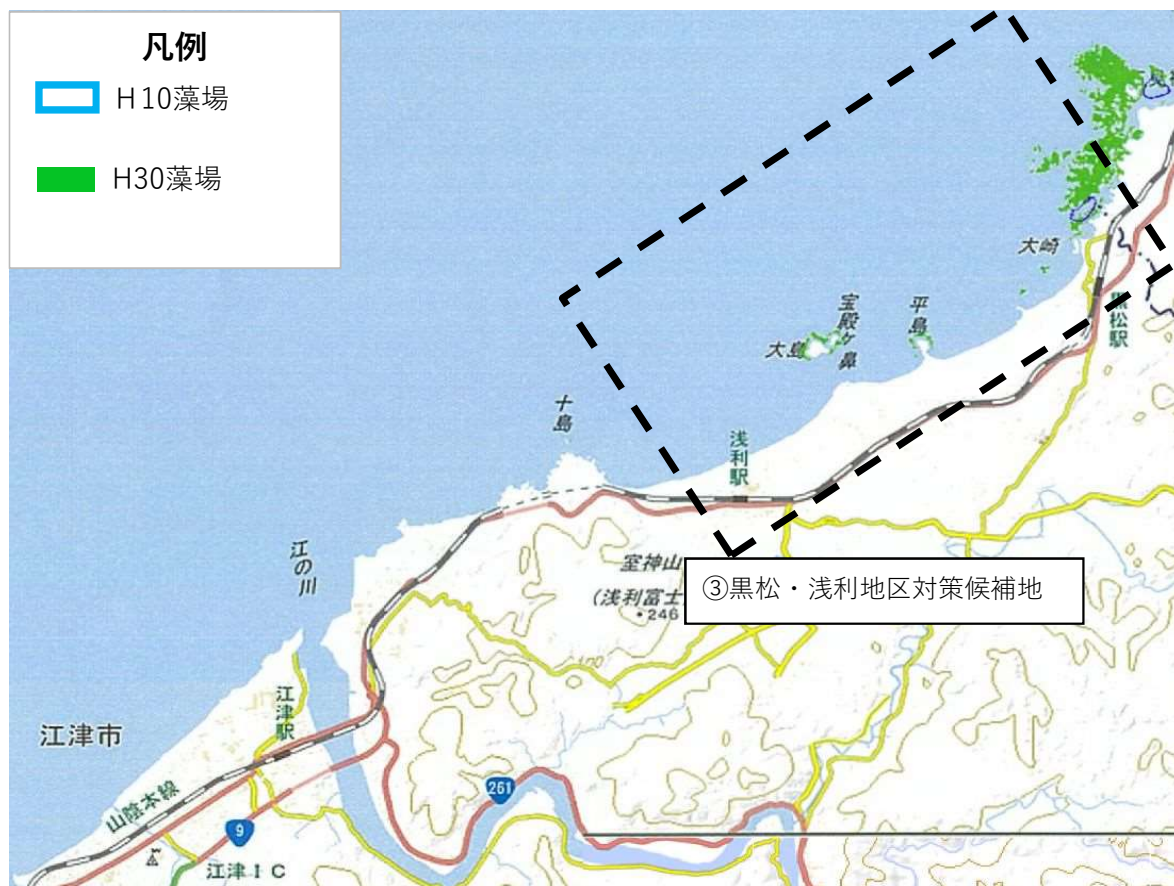 凡例
H10藻場
H30藻場
大崎
黒松駅
宝殿ヶ鼻
平島
大島
十島
浅利駅
江の川
室神山
(浅利富士
・246
③黒松・浅利地区対策候補地
江津駅
江津市
山陰本線
261
9
江津IC